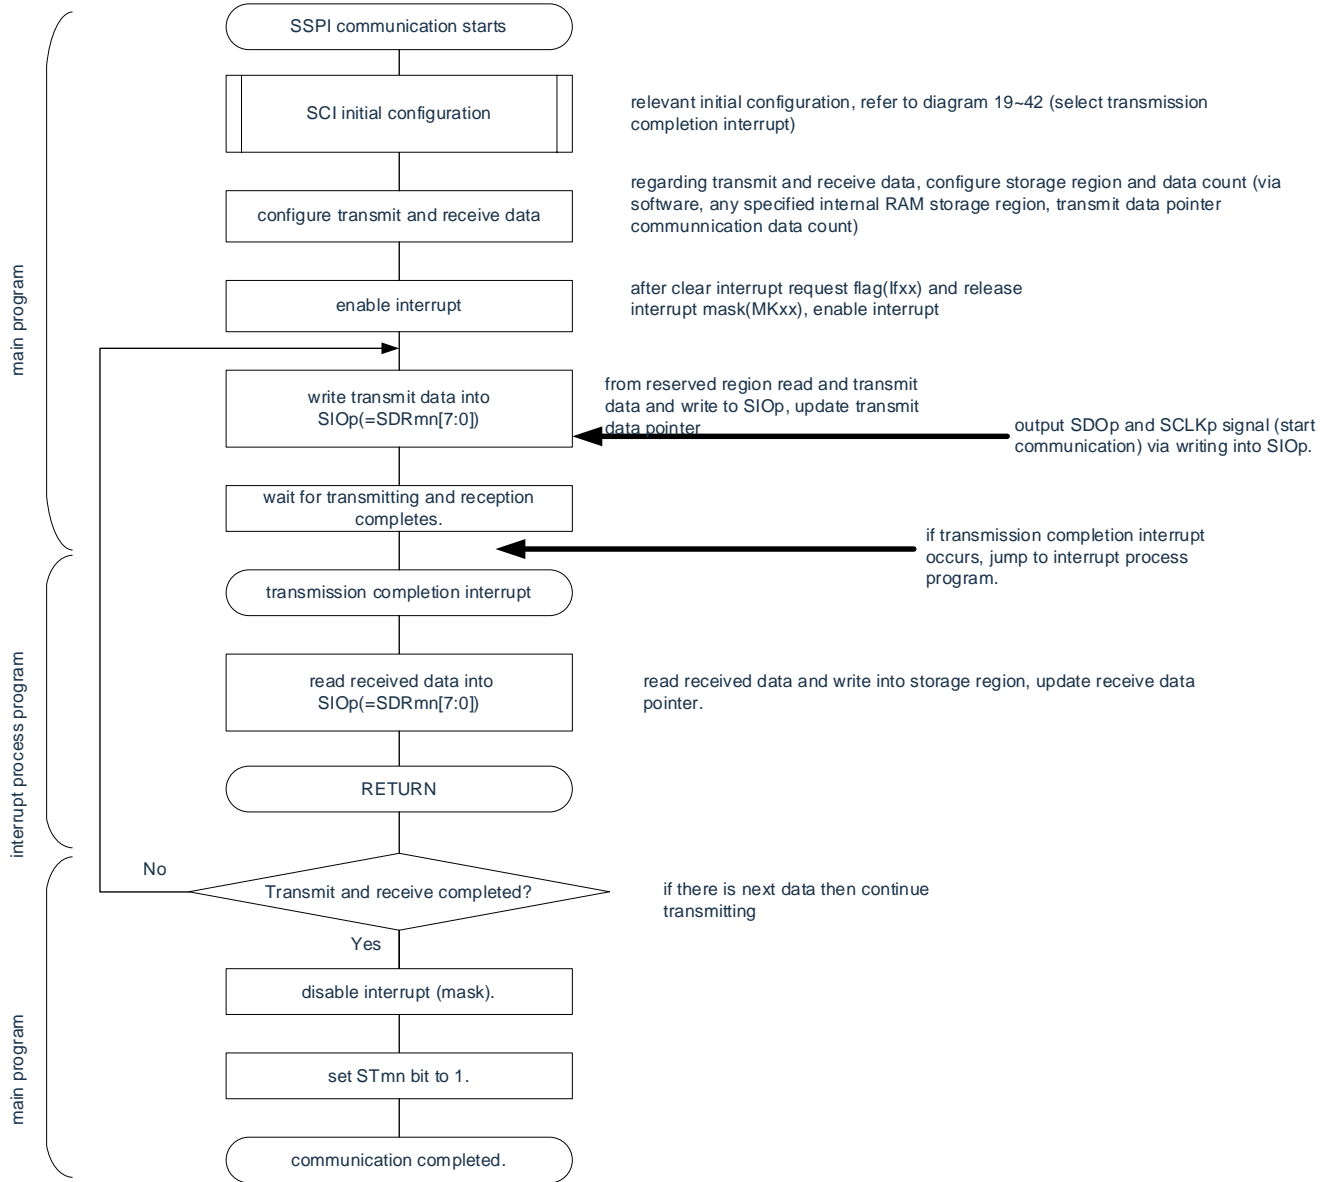 SSPI communication starts
SCI initial configuration
relevant initial configuration, refer to diagram 19~42 (select transmission
completion interrupt)
configure transmit and receive data
regarding transmit and receive data, configure storage region and data count (via
software, any specified internal RAM storage region, transmit data pointer
communnication data count)
main program
enable interrupt
after clear interrupt request flag(Ifxx) and release
interrupt mask(MKxx), enable interrupt
write transmit data into
SIOp(=SDRmn[7:0])
from reserved region read and transmit
data and write to SIOp, update transmit
data pointer
output SDOp and SCLKp signal (start
communication) via writing into SIOp.
wait for transmitting and reception
completes.
if transmission completion interrupt
occurs, jump to interrupt process
program.
transmission completion interrupt
interrupt process program
read received data into
SIOp(=SDRmn[7:0])
read received data and write into storage region, update receive data
pointer.
RETURN
No
Transmit and receive completed?
if there is next data then continue
transmitting
Yes
main program
disable interrupt (mask).
set STmn bit to 1.
communication completed.